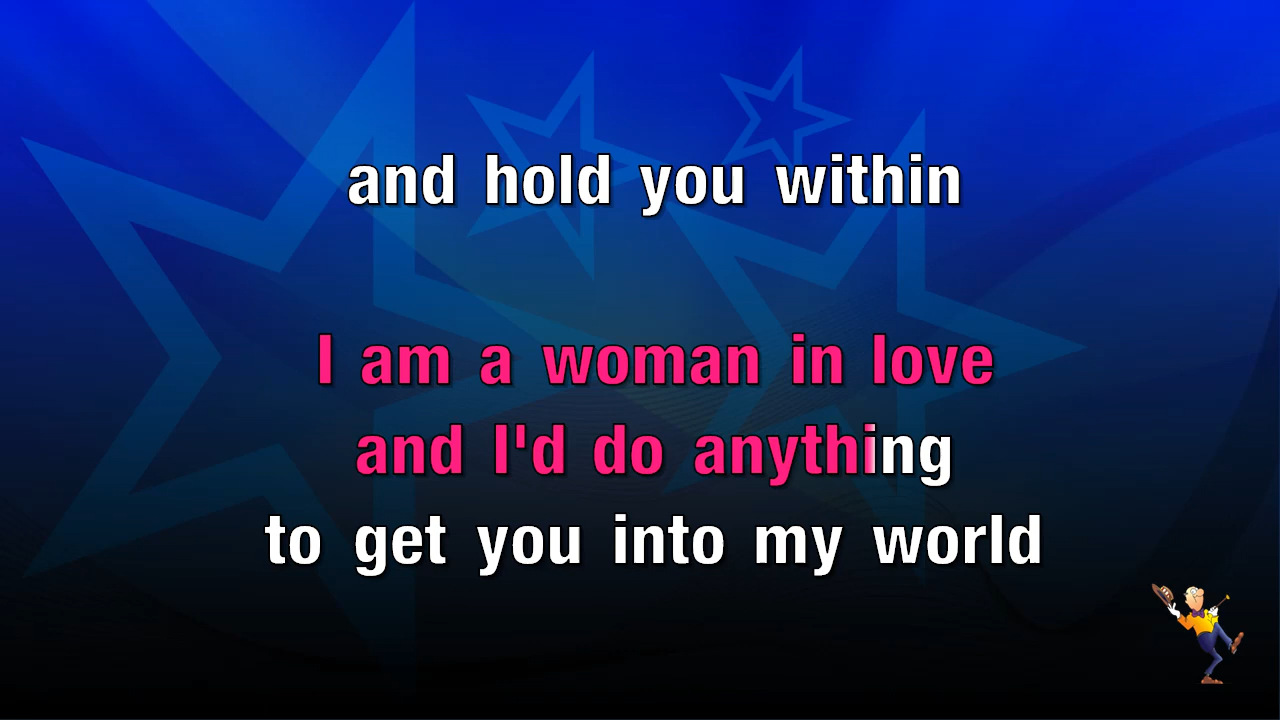 and hold you within
I am a woman in love
and I'd do anything
to get you into my world